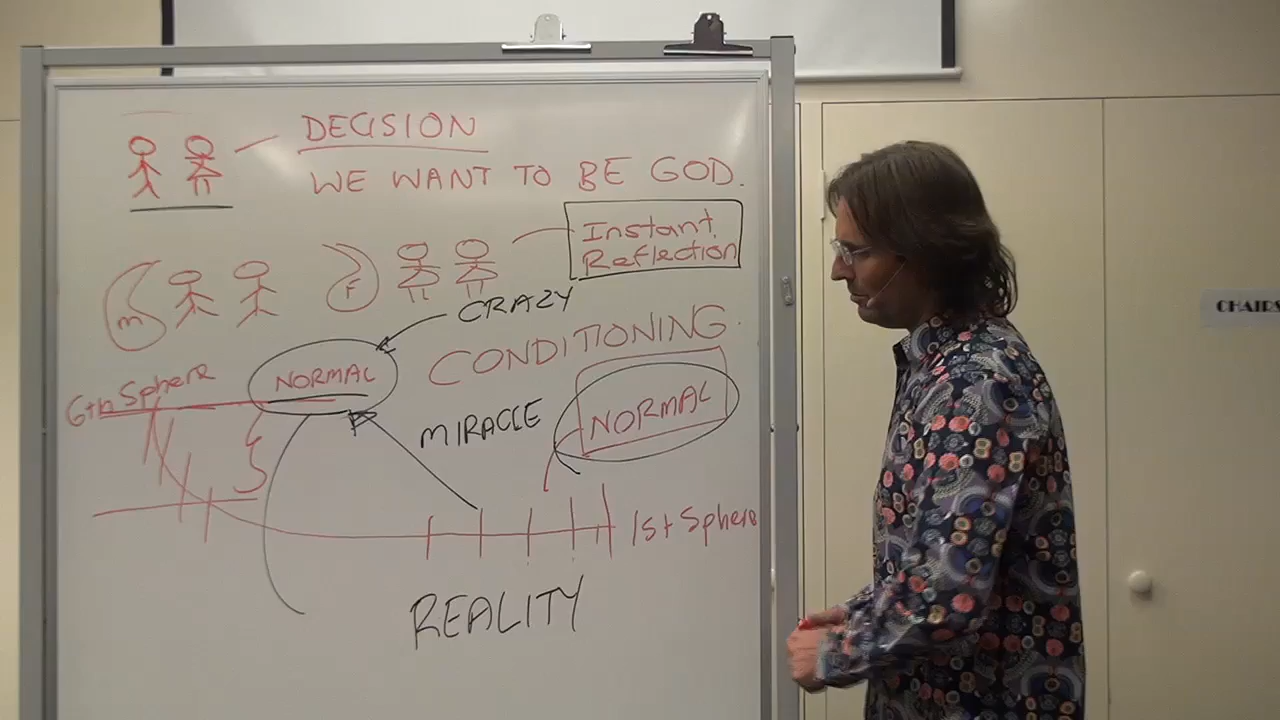 DECISION
WE WANT TO BE GOD.
Instant
Reflection
m
F
CRAZY
CONDITIONING.
6th Sphere
NORMAL
MIRACLE
NORMAL
1st Sphere
REALITY
CHAIRS